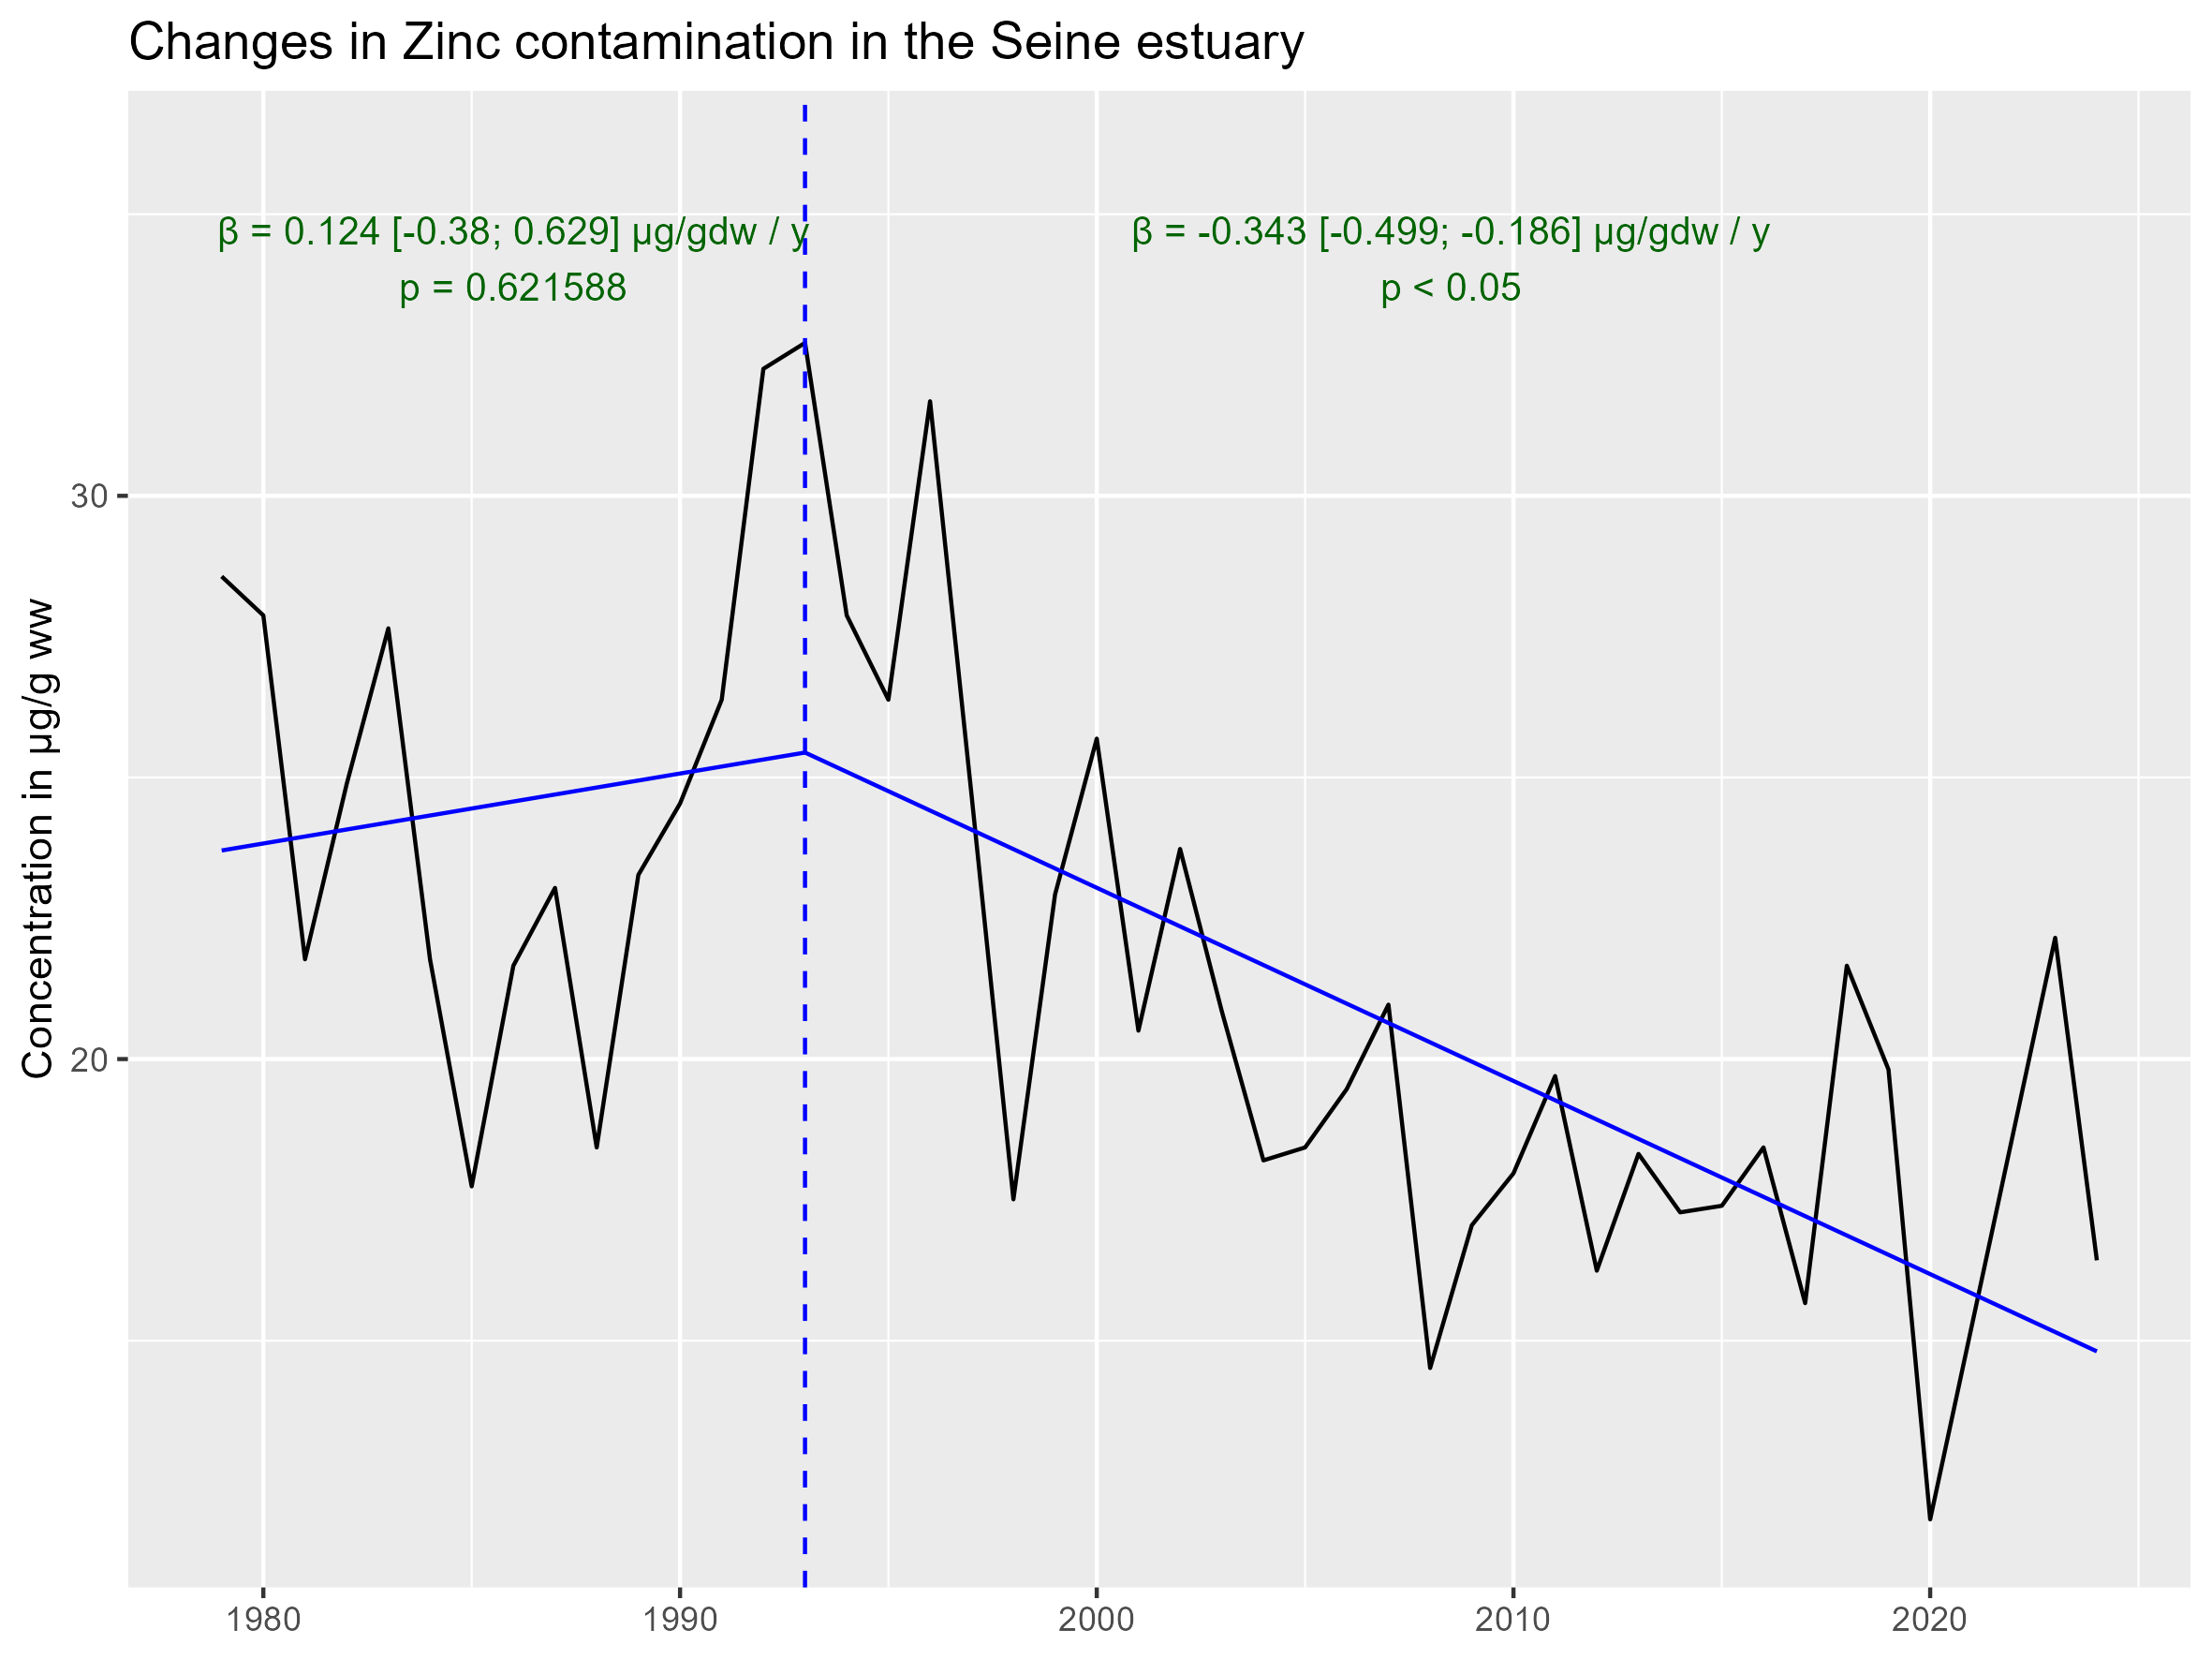 Changes in Zinc contamination in the Seine estuary
β = 0.124 [-0.38; 0.629] µg/gdw / y
p = 0.621588
β = -0.343 [-0.499; -0.186] µg/gdw / y
p < 0.05
Concentration in µg/g ww
30
20
1980
1990
2000
2010
2020